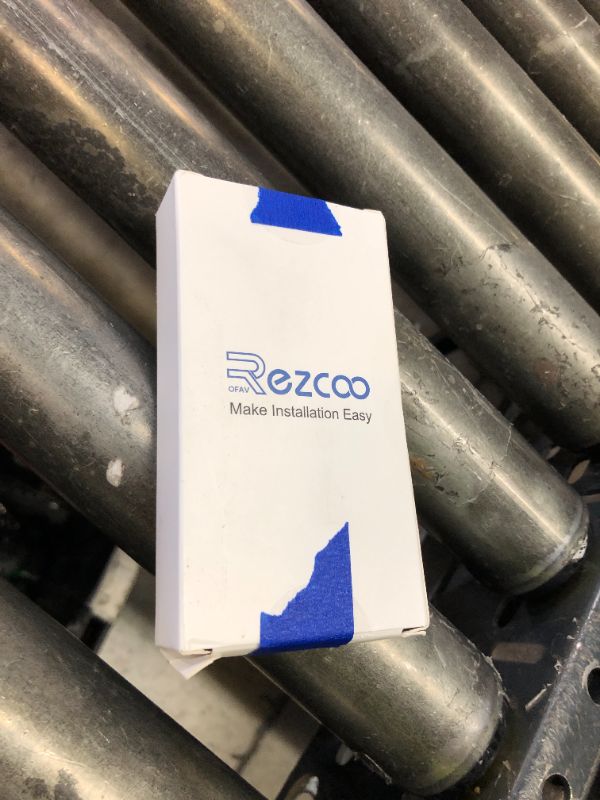 Rezcoo
OFAV
Make Installation Easy